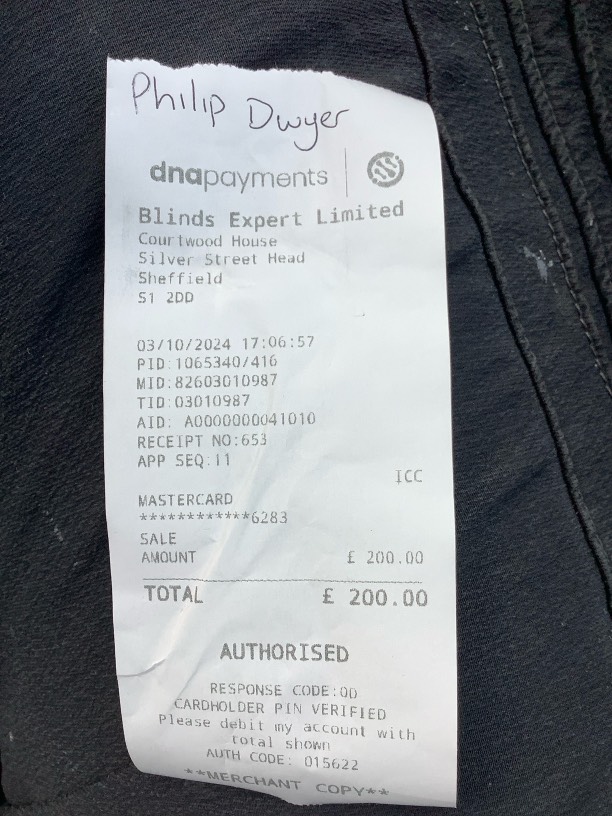 Philip Dwyer
dnapayments
Blinds Expert Limited
Courtwood House
Silver Street Head
Sheffield
S1 2DD
03/10/2024 17:06:57
PID:1065340/416
MID:82603010987
TID:03010987
AID: A0000000041010
RECEIPT NO:653
APP SEQ:11
ICC
MASTERCARD
************6283
SALE
AMOUNT £ 200.00
TOTAL £ 200.00
AUTHORISED
RESPONSE CODE:00
CARDHOLDER PIN VERIFIED
Please debit my account with
total shown
AUTH CODE: 015622
**MERCHANT COPY**